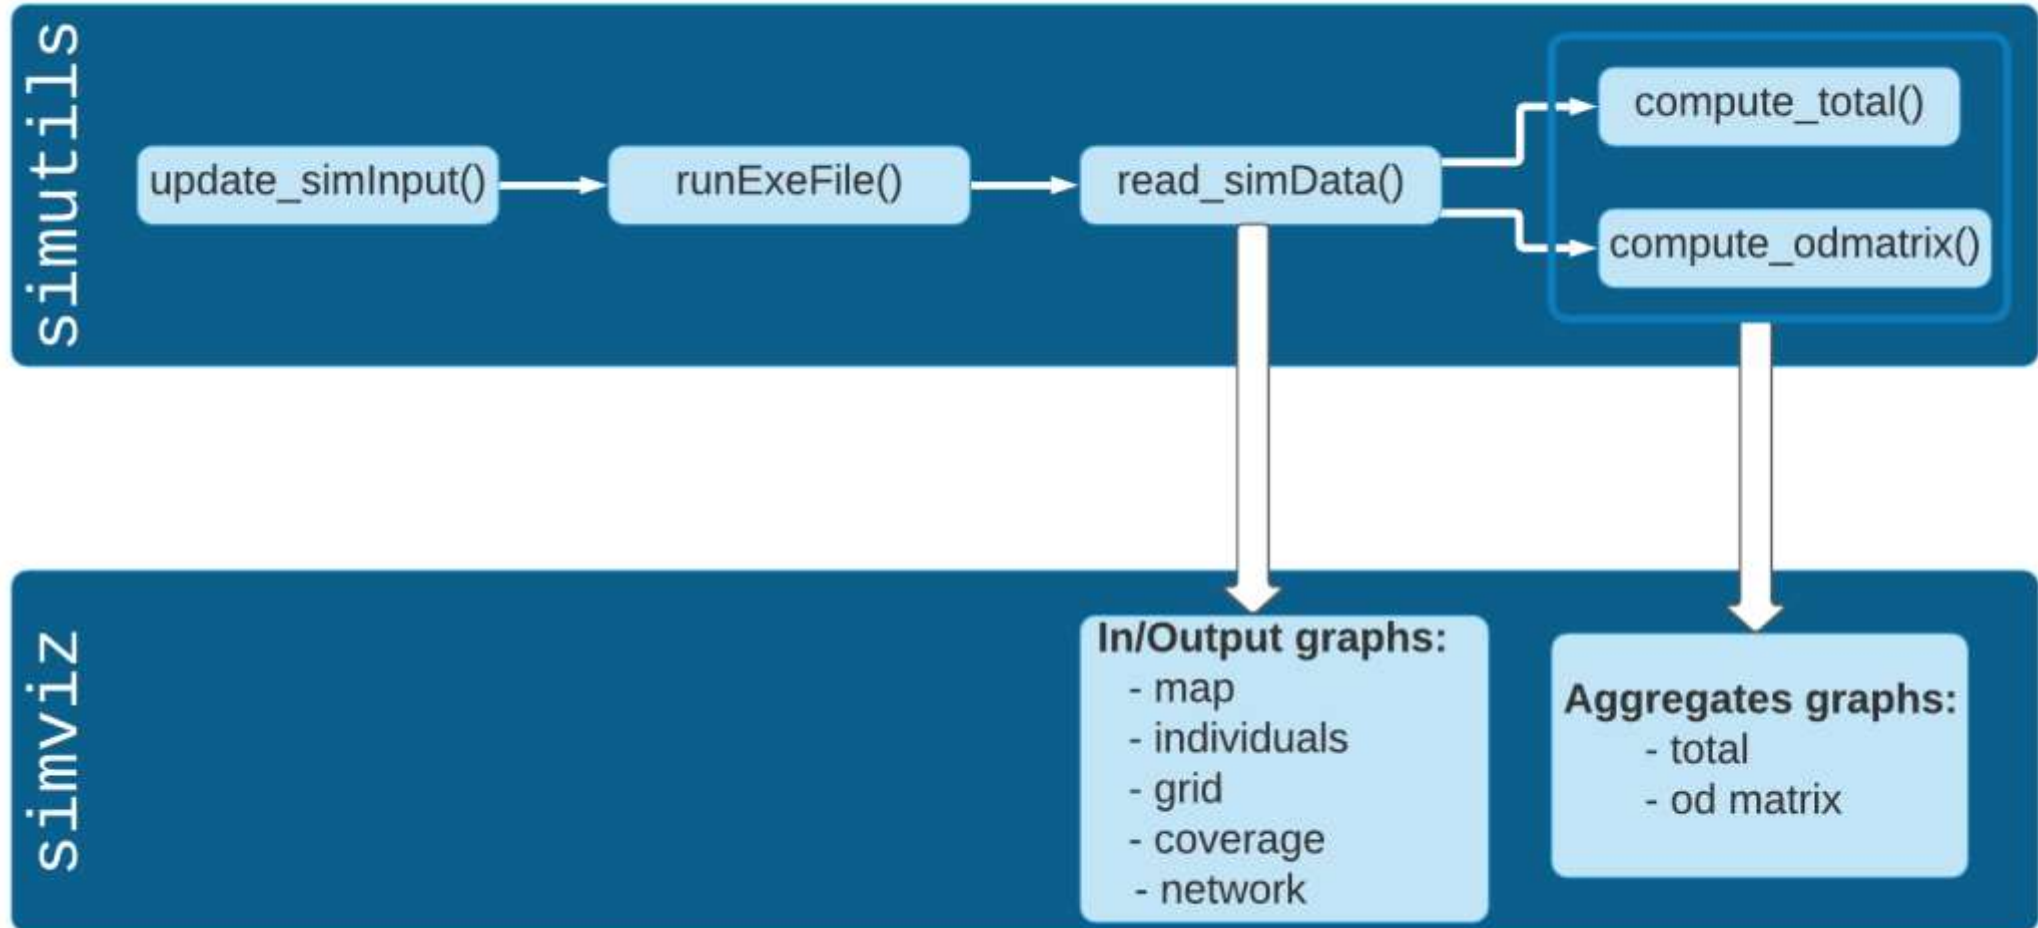 simutils
update_simInput()
runExeFile()
read_simData()
compute_total()
compute_odmatrix()
simviz
In/Output graphs:
- map
- individuals
- grid
- coverage
- network
Aggregates graphs:
- total
- od matrix